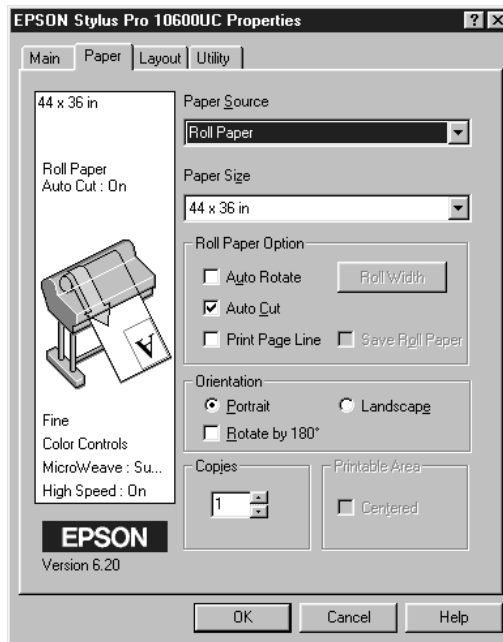 EPSON Stylus Pro 10600UC Properties
Main
Paper
Layout
Utility
44 x 36 in
Roll Paper
Auto Cut : On
A
Fine
Color Controls
MicroWeave : Su...
High Speed : On
EPSON
Version 6.20
Paper Source
Roll Paper
Paper Size
44 x 36 in
Roll Paper Option
Auto Rotate
Roll Width
Auto Cut
Print Page Line
Save Roll Paper
Orientation
Portrait
Landscape
Rotate by 180°
Copies
1
Printable Area
Centered
OK
Cancel
Help